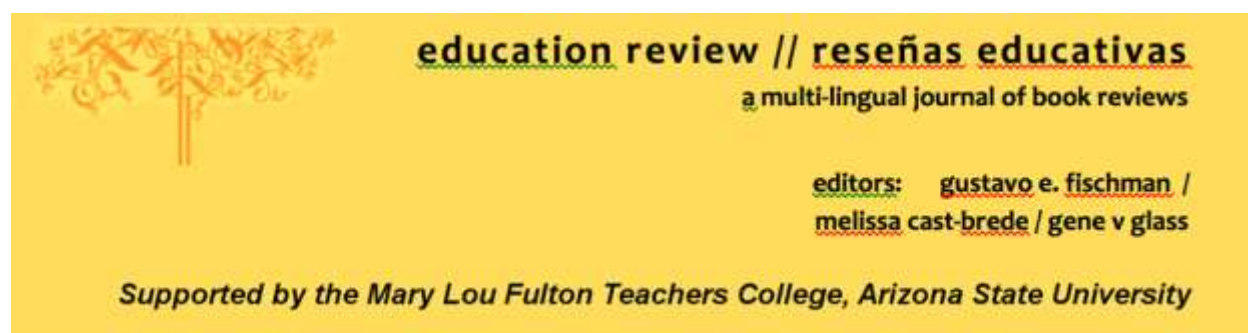 education review // reseñas educativas
a multi-lingual journal of book reviews
editors: gustavo e. fischman /
melissa cast-brede / gene v glass
Supported by the Mary Lou Fulton Teachers College, Arizona State University